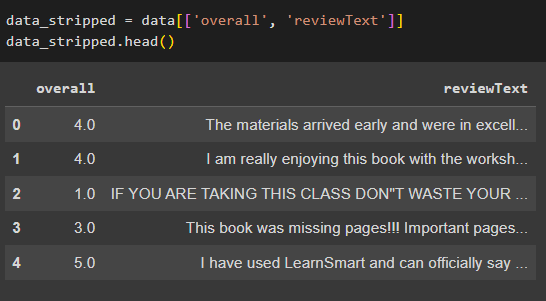 data_stripped = data[['overall', 'reviewText']]
data_stripped.head()
overall reviewText
0 4.0 The materials arrived early and were in excell...
1 4.0 I am really enjoying this book with the worksh...
2 1.0 IF YOU ARE TAKING THIS CLASS DON"T WASTE YOUR ...
3 3.0 This book was missing pages!!! Important pages...
4 5.0 I have used LearnSmart and can officially say ...